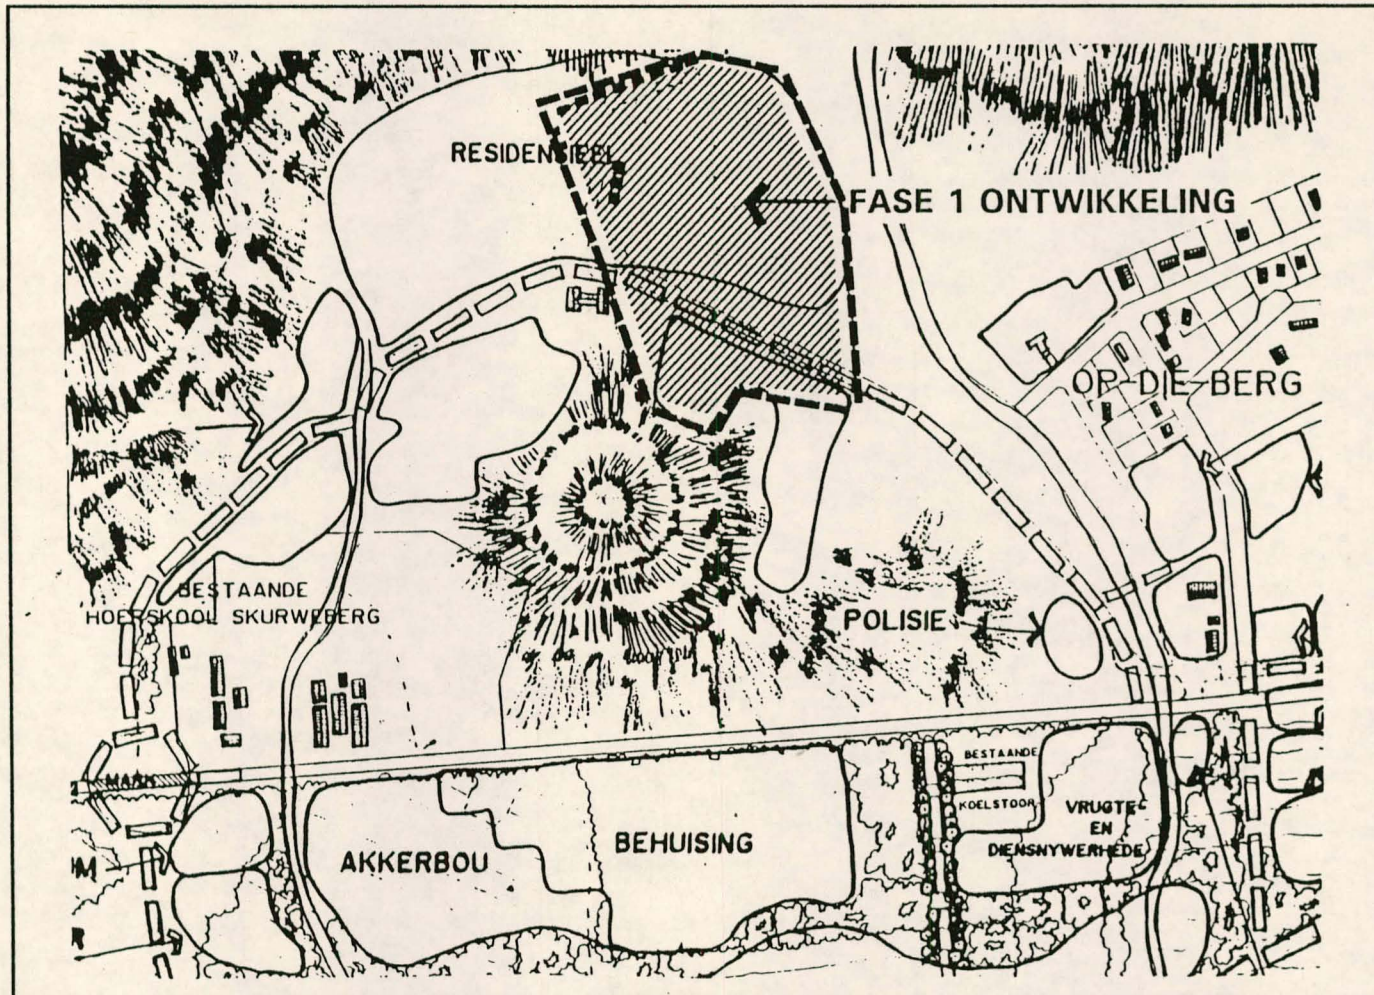 RESIDENSIEEL
FASE 1 ONTWIKKELING
OP-DIE-BERG
BESTAANDE
HOERSKOOL SKURWEBERG
POLISIE
BESTAANDE
KOELSTOOR
VRUGTE
EN
DIENSNYWERHEDE
BEHUISING
AKKERBOU